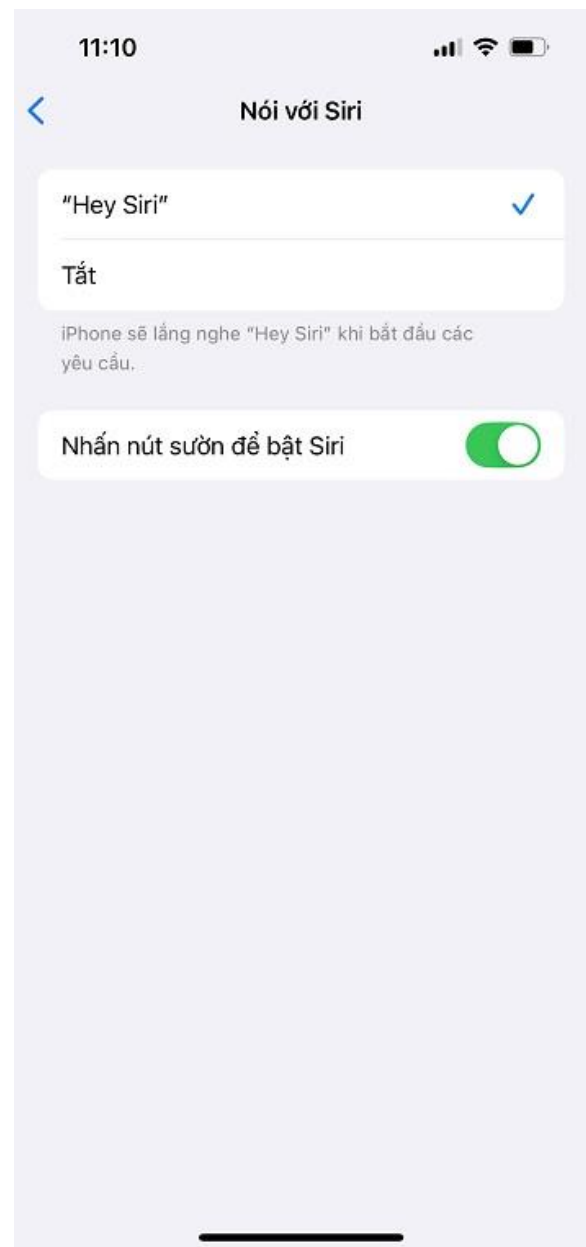 11:10
Nói với Siri
“Hey Siri”
Tắt
iPhone sẽ lắng nghe “Hey Siri” khi bắt đầu các
yêu cầu.
Nhấn nút sườn để bật Siri